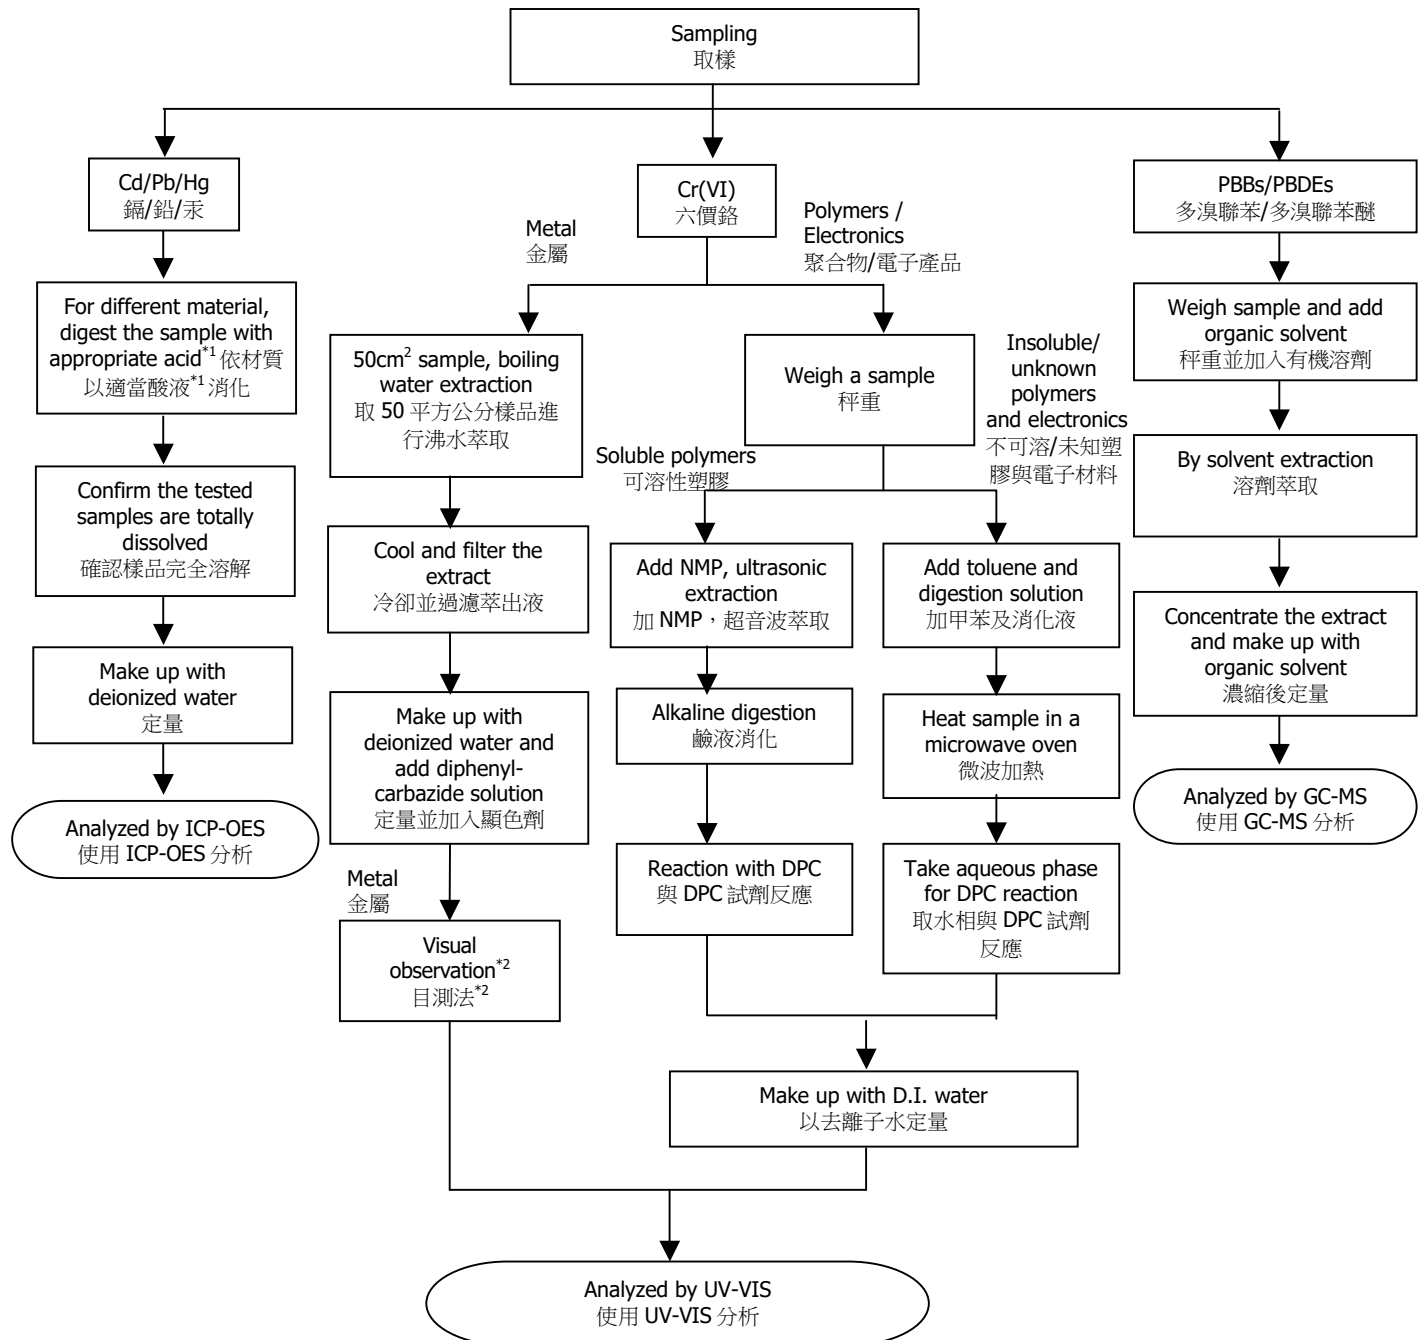 Sampling
取樣
Cd/Pb/Hg
鎘/鉛/汞
For different material,
digest the sample with
appropriate acid*1 依材質
以適當酸液*1 消化
Confirm the tested
samples are totally
dissolved
確認樣品完全溶解
Make up with
deionized water
定量
Analyzed by ICP-OES
使用 ICP-OES 分析
Cr(VI)
六價鉻
Metal
金屬
50cm2 sample, boiling
water extraction
取 50 平方公分樣品進
行沸水萃取
Cool and filter the
extract
冷卻並過濾萃出液
Make up with
deionized water and
add diphenyl-
carbazide solution
定量並加入顯色劑
Metal
金屬
Visual
observation*2
目測法*2
Polymers /
Electronics
聚合物/電子產品
Weigh a sample
秤重
Soluble polymers
可溶性塑膠
Add NMP, ultrasonic
extraction
加 NMP，超音波萃取
Alkaline digestion
鹼液消化
Reaction with DPC
與 DPC 試劑反應
Insoluble/
unknown
polymers
and electronics
不可溶/未知塑
膠與電子材料
Add toluene and
digestion solution
加甲苯及消化液
Heat sample in a
microwave oven
微波加熱
Take aqueous phase
for DPC reaction
取水相與 DPC 試劑
反應
Make up with D.I. water
以去離子水定量
Analyzed by UV-VIS
使用 UV-VIS 分析
PBBs/PBDEs
多溴聯苯/多溴聯苯醚
Weigh sample and add
organic solvent
秤重並加入有機溶劑
By solvent extraction
溶劑萃取
Concentrate the extract
and make up with
organic solvent
濃縮後定量
Analyzed by GC-MS
使用 GC-MS 分析